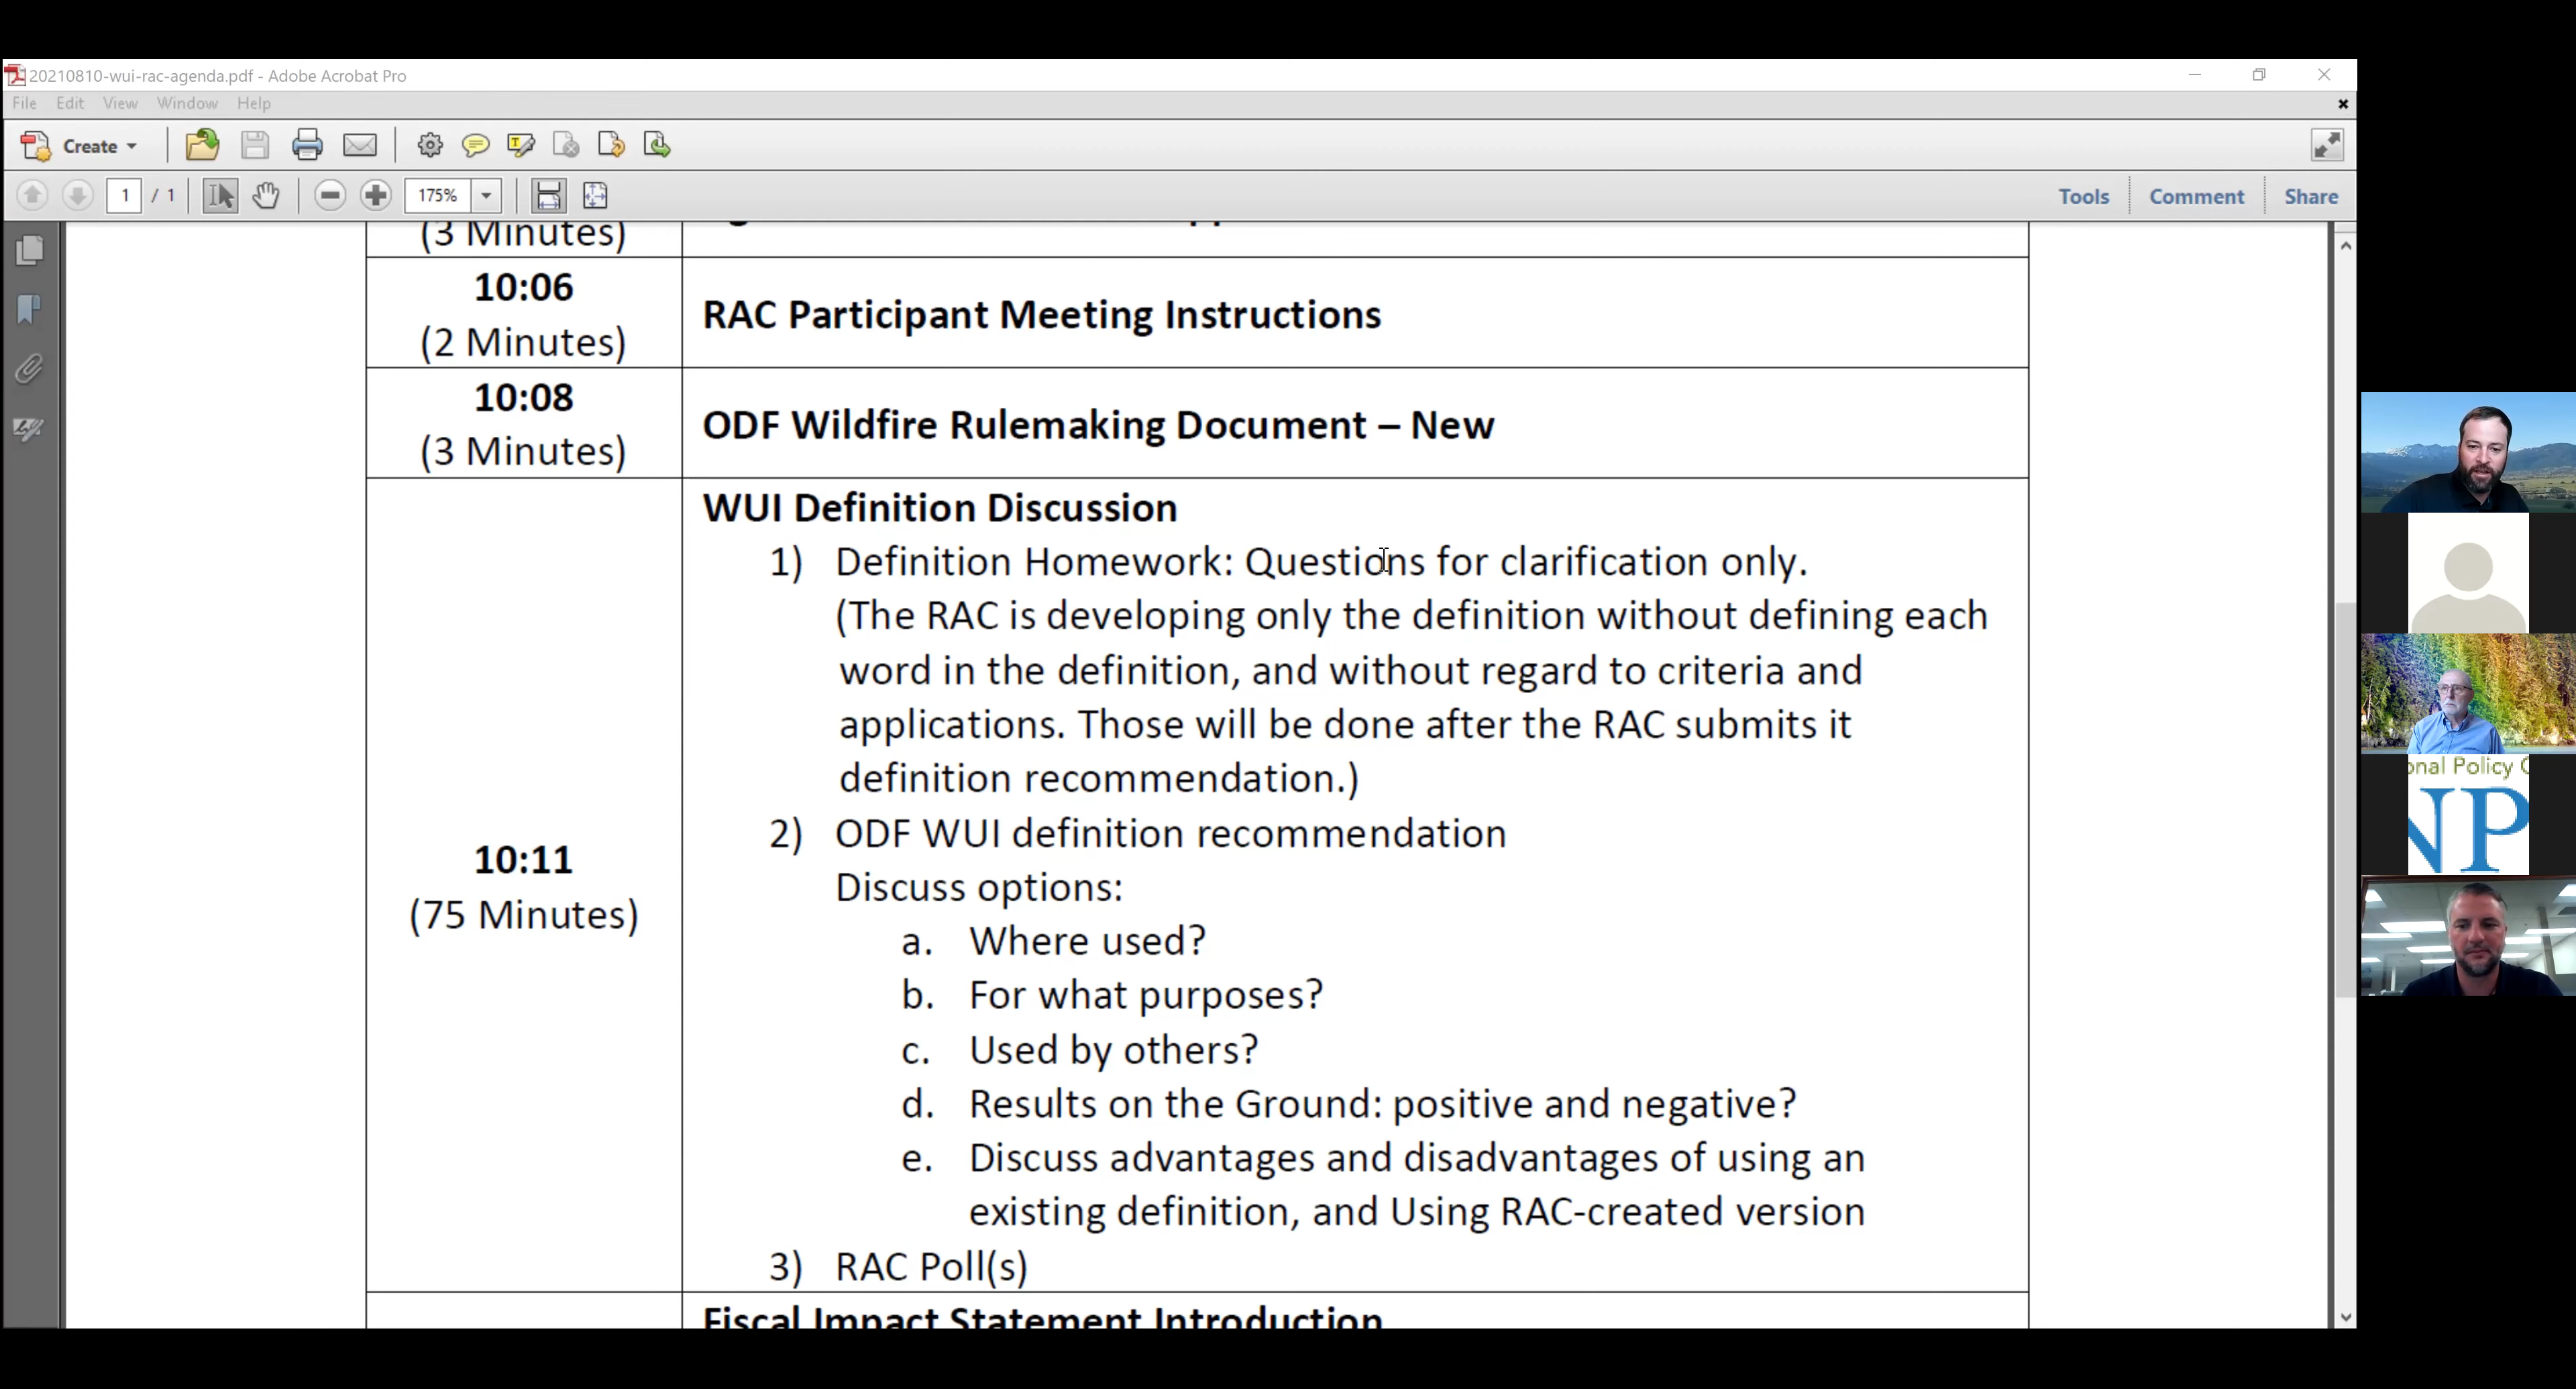 20210810-wui-rac-agenda.pdf - Adobe Acrobat Pro
File Edit View Window Help
Create
1 / 1 175% Tools Comment Share
(3 Minutes)
10:06
(2 Minutes)
RAC Participant Meeting Instructions
10:08
(3 Minutes)
ODF Wildfire Rulemaking Document – New
10:11
(75 Minutes)
WUI Definition Discussion
1) Definition Homework: Questions for clarification only.
(The RAC is developing only the definition without defining each
word in the definition, and without regard to criteria and
applications. Those will be done after the RAC submits it
definition recommendation.)
2) ODF WUI definition recommendation
Discuss options:
a. Where used?
b. For what purposes?
c. Used by others?
d. Results on the Ground: positive and negative?
e. Discuss advantages and disadvantages of using an
existing definition, and Using RAC-created version
3) RAC Poll(s)
Fiscal Impact Statement Introduction
onal Policy
NP